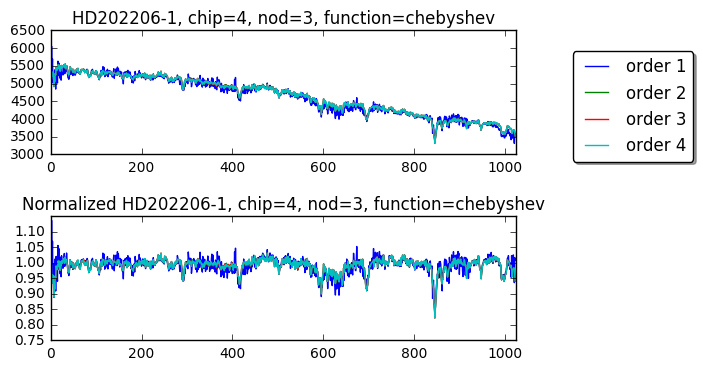 HD202206-1, chip=4, nod=3, function=chebyshev
6500
6000
5500
5000
4500
4000
3500
3000
0 200 400 600 800 1000
order 1
order 2
order 3
order 4
Normalized HD202206-1, chip=4, nod=3, function=chebyshev
1.10
1.05
1.00
0.95
0.90
0.85
0.80
0.75
0 200 400 600 800 1000